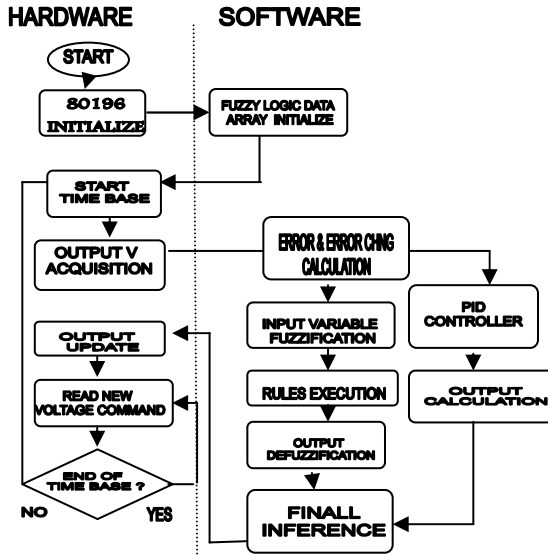 HARDWARE
SOFTWARE
START
80196
INITIALIZE
FUZZY LOGIC DATA
ARRAY INITIALIZE
START
TIME BASE
OUTPUT V
ACQUISITION
ERROR & ERROR CHNG
CALCULATION
INPUT VARIABLE
FUZZIFICATION
PID
CONTROLLER
OUTPUT
UPDATE
RULES EXECUTION
OUTPUT
CALCULATION
READ NEW
VOLTAGE COMMAND
OUTPUT
DEFUZZIFICATION
END OF
TIME BASE ?
NO
YES
FINALL
INFERENCE